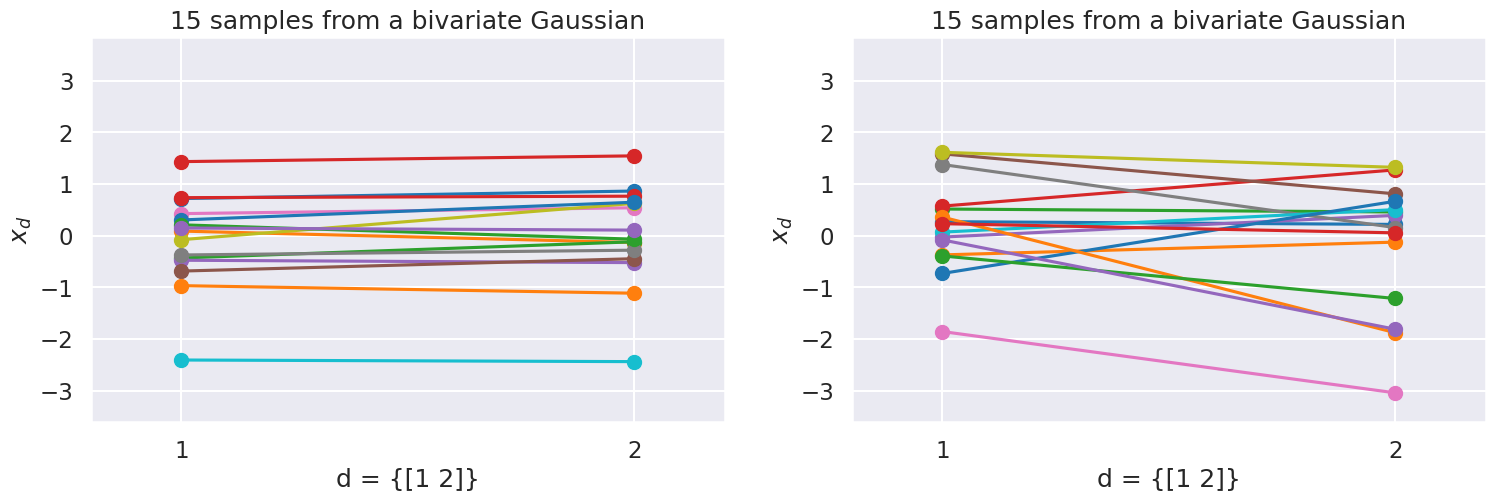 15 samples from a bivariate Gaussian
3
2
1
0
−1
−2
−3
x_d
1 2
d = {[1 2]}
15 samples from a bivariate Gaussian
3
2
1
0
−1
−2
−3
x_d
1 2
d = {[1 2]}